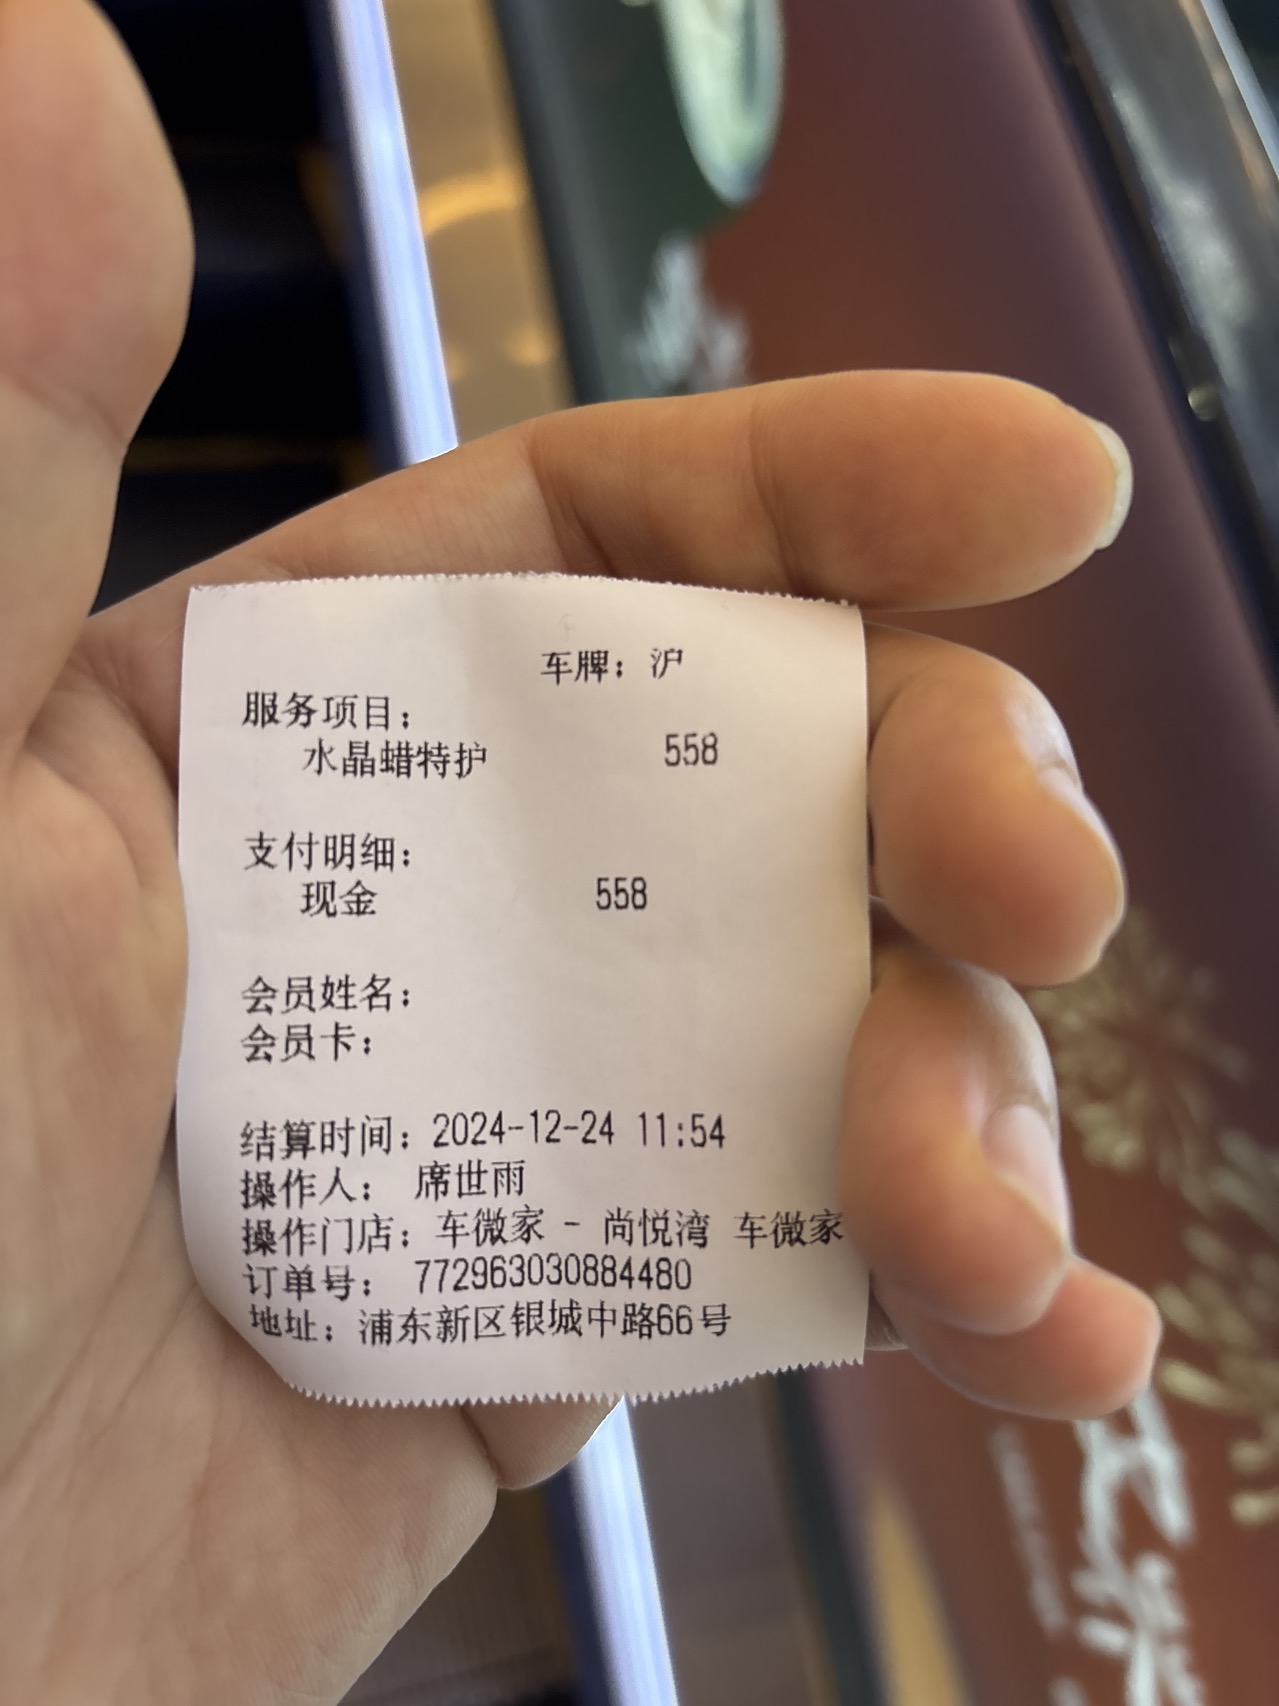 车牌：沪
服务项目：
水晶蜡特护 558
支付明细：
现金 558
会员姓名：
会员卡：
结算时间：2024-12-24 11:54
操作人： 席世雨
操作门店：车微家 - 尚悦湾 车微家
订单号： 772963030884480
地址：浦东新区银城中路66号